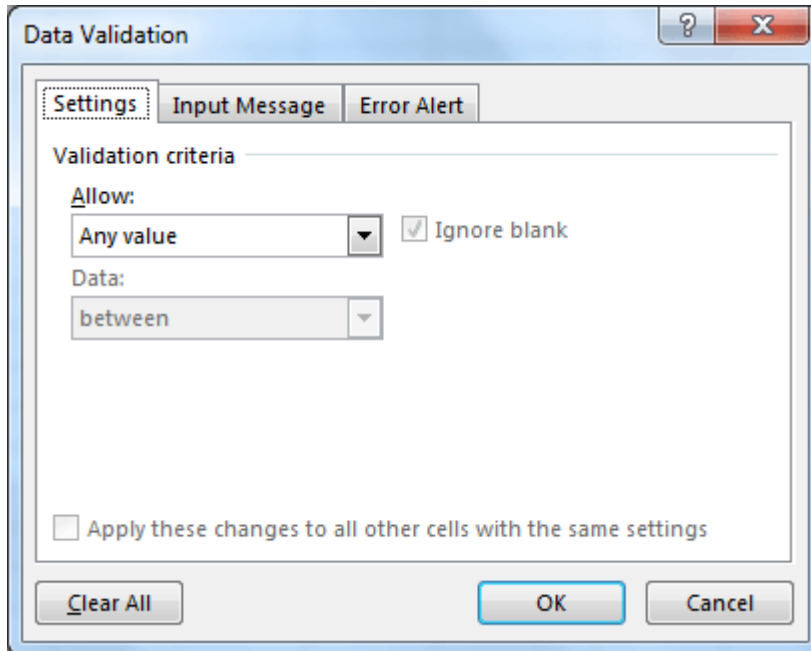 Data Validation
?
X
Settings
Input Message
Error Alert
Validation criteria
Allow:
Any value
Ignore blank
Data:
between
Apply these changes to all other cells with the same settings
Clear All
OK
Cancel